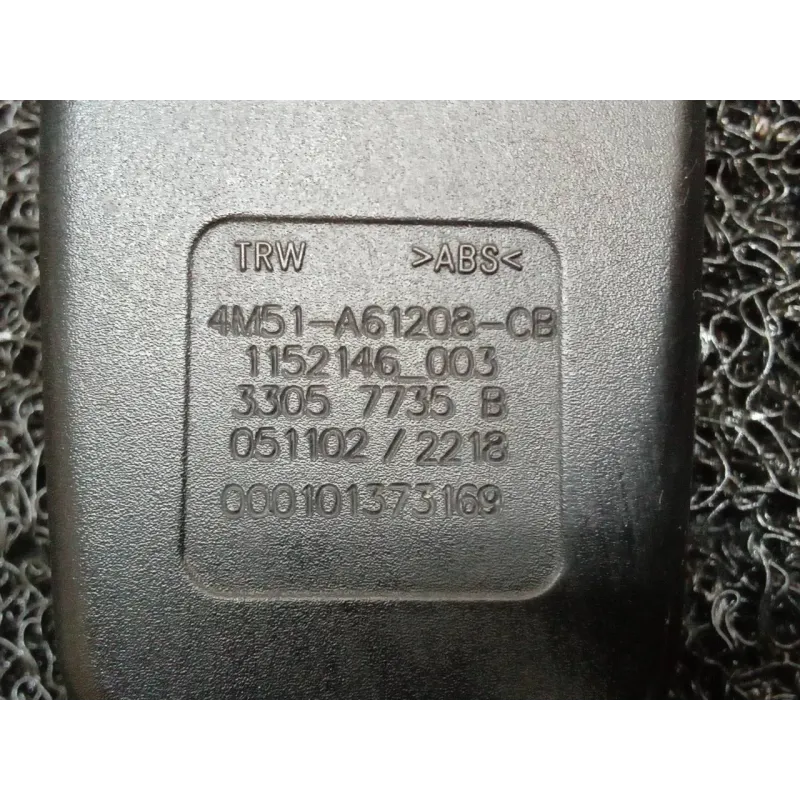 TRW >ABS<
4M51-A61208-CB
1152146_003
3305 7735 B
051102 / 2218
000101373169